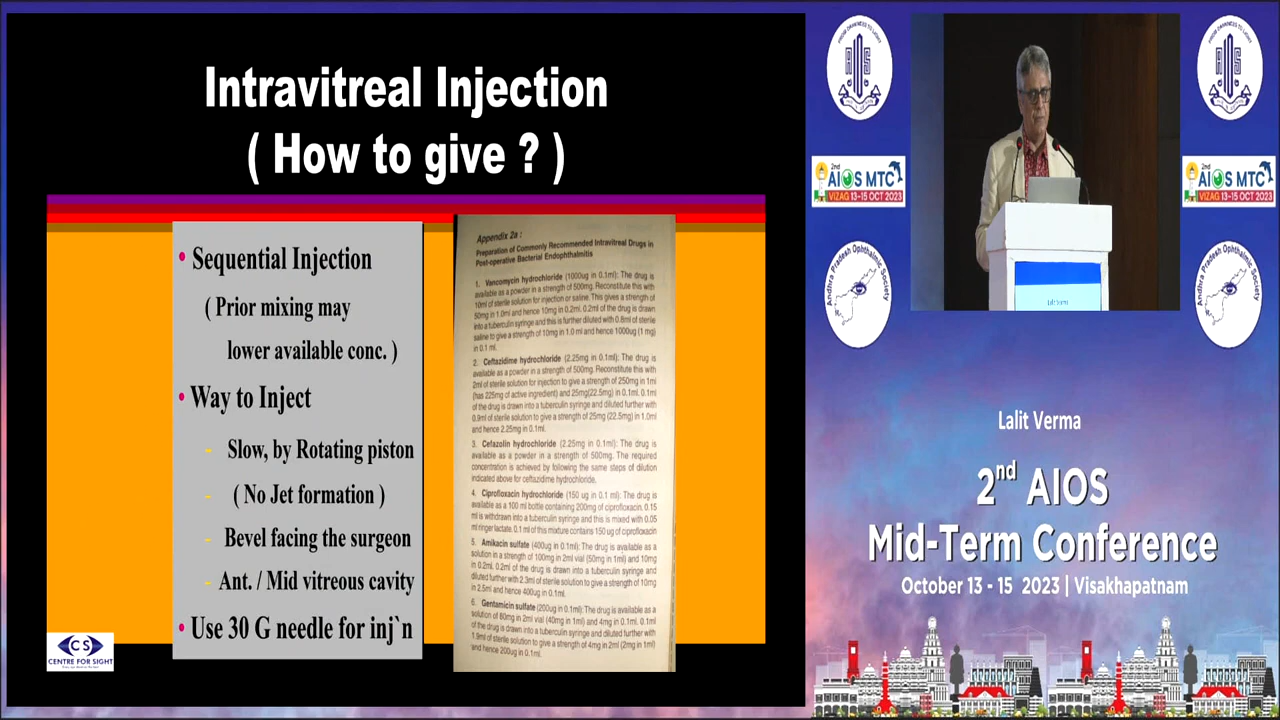 Intravitreal Injection
( How to give ? )
• Sequential Injection
( Prior mixing may
lower available conc. )
• Way to Inject
- Slow, by Rotating piston
- ( No Jet formation )
- Bevel facing the surgeon
- Ant. / Mid vitreous cavity
• Use 30 G needle for inj`n
CS
CENTRE FOR SIGHT
Appendix 2a :
Preparation of Commonly Recommended Intravitreal Drugs in
Post-operative Bacterial Endophthalmitis
1. Vancomycin hydrochloride (1000ug in 0.1ml): The drug is
available as a powder in a strength of 500mg. Reconstitute this with
10ml of sterile solution for injection or saline. This gives a strength of
50mg in 1.0ml and hence 10mg in 0.2ml. 0.2ml of the drug is drawn
into a tuberculin syringe and this is further diluted with 0.8ml of sterile
saline to give a strength of 10mg in 1.0 ml and hence 1000ug (1 mg)
in 0.1 ml.
2. Ceftazidime hydrochloride (2.25mg in 0.1ml): The drug is
available as a powder in a strength of 500mg. Reconstitute this with
2ml of sterile solution for injection to give a strength of 250mg in 1ml
(has 225mg of active ingredient) and 25mg(22.5mg) in 0.1ml. 0.1ml
of the drug is drawn into a tuberculin syringe and diluted further with
0.9ml of sterile solution to give a strength of 25mg (22.5mg) in 1.0ml
and hence 2.25mg in 0.1ml.
3. Cefazolin hydrochloride (2.25mg in 0.1ml): The drug is
available as a powder in a strength of 500mg. The required
concentration is achieved by following the same steps of dilution
indicated above for ceftazidime hydrochloride.
4. Ciprofloxacin hydrochloride (150 ug in 0.1 ml): The drug is
available as a 100 ml bottle containing 200mg of ciprofloxacin. 0.15
ml is withdrawn into a tuberculin syringe and this is mixed with 0.05
ml ringer lactate. 0.1 ml of this mixture contains 150 ug of ciprofloxacin
5. Amikacin sulfate (400ug in 0.1ml): The drug is available as a
solution in a strength of 100mg in 2ml vial (50mg in 1ml) and 10mg
in 0.2ml. 0.2ml of the drug is drawn into a tuberculin syringe and
diluted further with 2.3ml of sterile solution to give a strength of 10mg
in 2.5ml and hence 400ug in 0.1ml.
6. Gentamicin sulfate (200ug in 0.1ml): The drug is available as a
solution of 80mg in 2ml vial (40mg in 1ml) and 4mg in 0.1ml. 0.1ml
of the drug is drawn into a tuberculin syringe and diluted further with
1.9ml of sterile solution to give a strength of 4mg in 2ml (2mg in 1ml)
and hence 200ug in 0.1ml.
FROM DARKNESS TO LIGHT
2nd
AIOS MTC
VIZAG 13-15 OCT 2023
Andhra Pradesh Ophthalmic Society
FROM DARKNESS TO LIGHT
2nd
AIOS MTC
VIZAG 13-15 OCT 2023
Andhra Pradesh Ophthalmic Society
Lalit Verma
Lalit Verma
2nd AIOS
Mid-Term Conference
October 13 - 15 2023 | Visakhapatnam